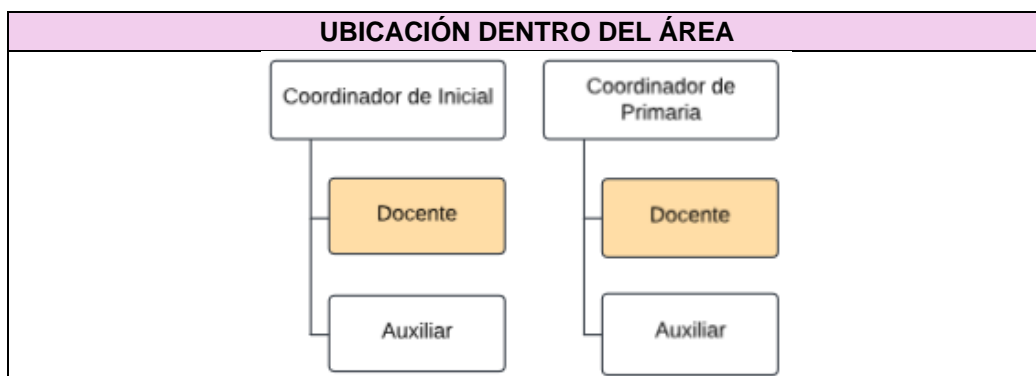 UBICACIÓN DENTRO DEL ÁREA
Coordinador de Inicial
Docente
Auxiliar
Coordinador de
Primaria
Docente
Auxiliar